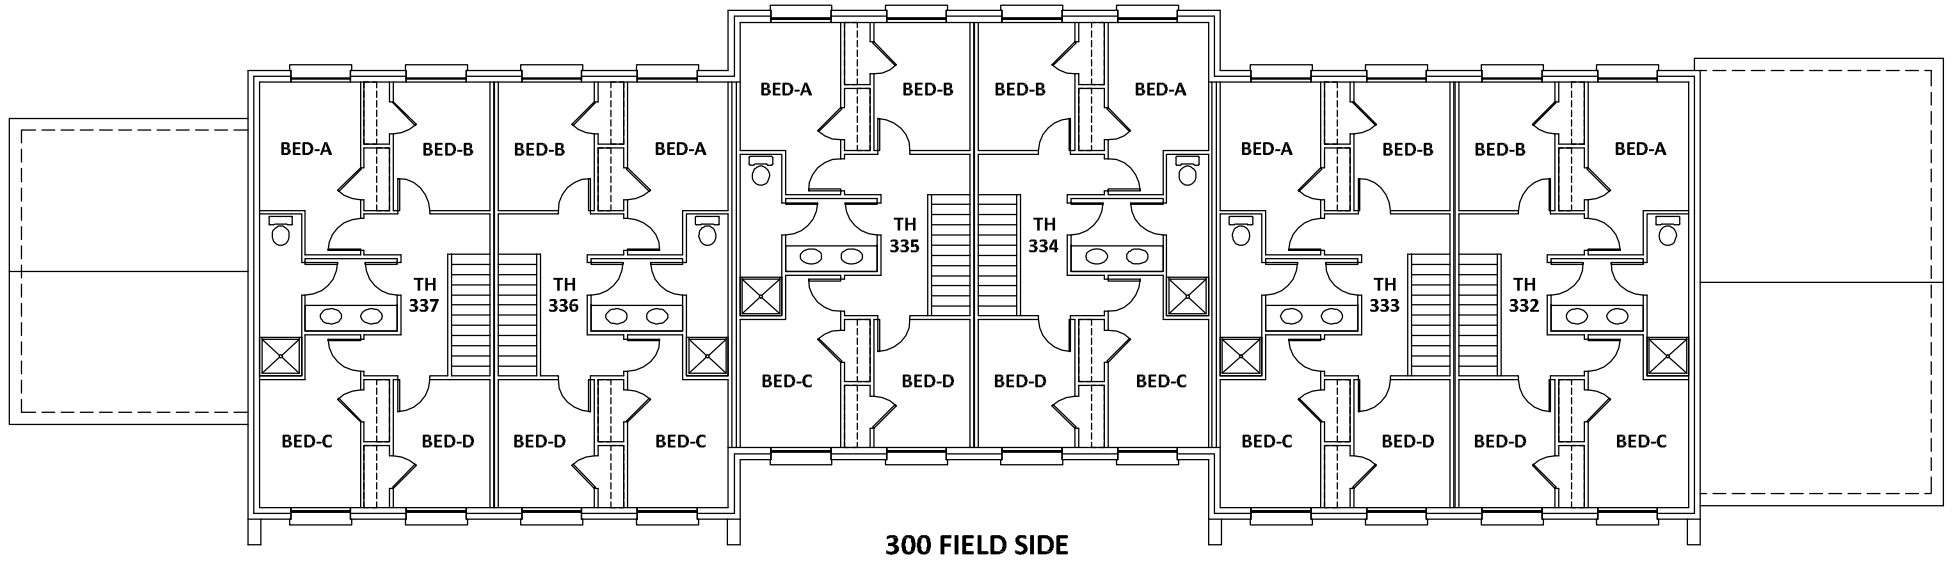 BED-A
BED-B
BED-B
BED-A
BED-A
BED-B
BED-B
BED-A
BED-A
BED-B
BED-B
BED-A
TH
335
TH
334
TH
337
TH
336
TH
333
TH
332
BED-C
BED-D
BED-D
BED-C
BED-C
BED-D
BED-D
BED-C
BED-C
BED-D
BED-D
BED-C
300 FIELD SIDE